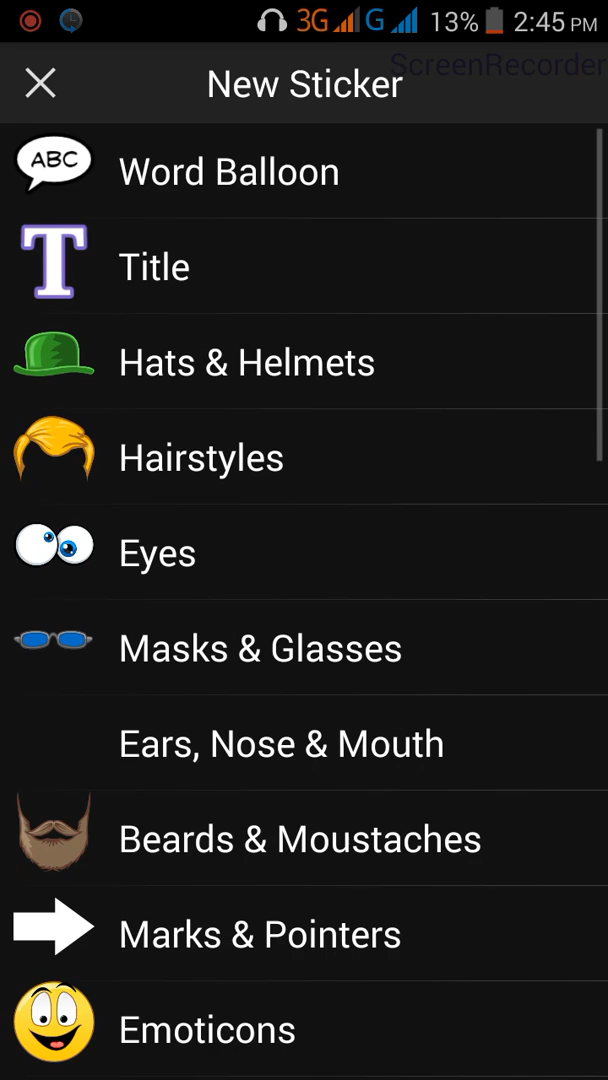 3G G 13% 2:45 PM
ScreenRecorder
New Sticker
ABC
Word Balloon
T
Title
Hats & Helmets
Hairstyles
Eyes
Masks & Glasses
Ears, Nose & Mouth
Beards & Moustaches
Marks & Pointers
Emoticons